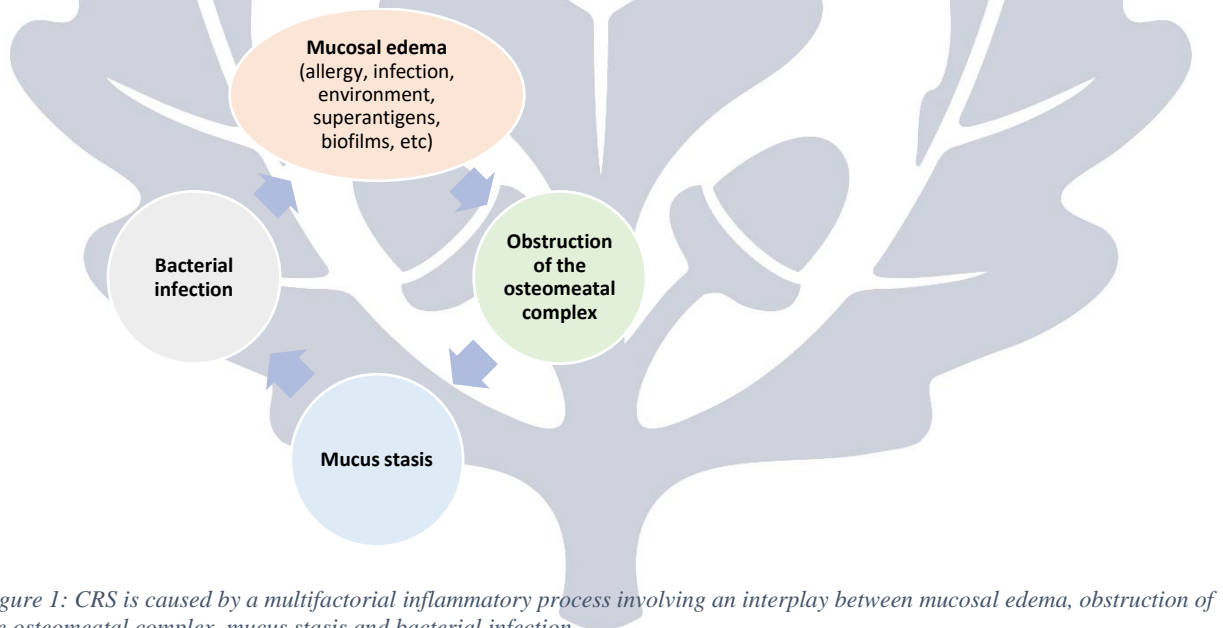 Mucosal edema
(allergy, infection,
environment,
superantigens,
biofilms, etc)
Obstruction
of the
osteomeatal
complex
Mucus stasis
Bacterial
infection
gure 1: CRS is caused by a multifactorial inflammatory process involving an interplay between mucosal edema, obstruction of
e osteomeatal complex, mucus stasis and bacterial infection